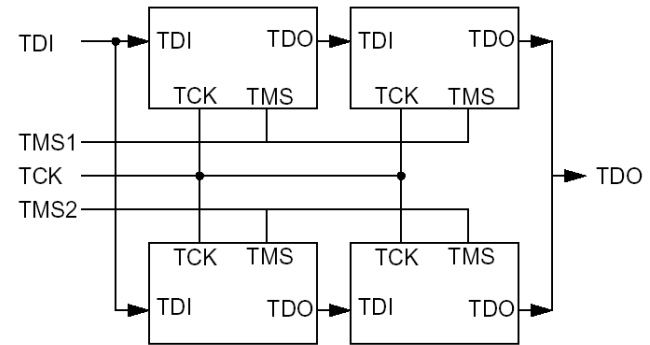 TDI TDI TDO TDI TDO
TCK TMS TCK TMS
TMS1
TCK TDO
TMS2
TCK TMS TCK TMS
TDI TDO TDI TDO